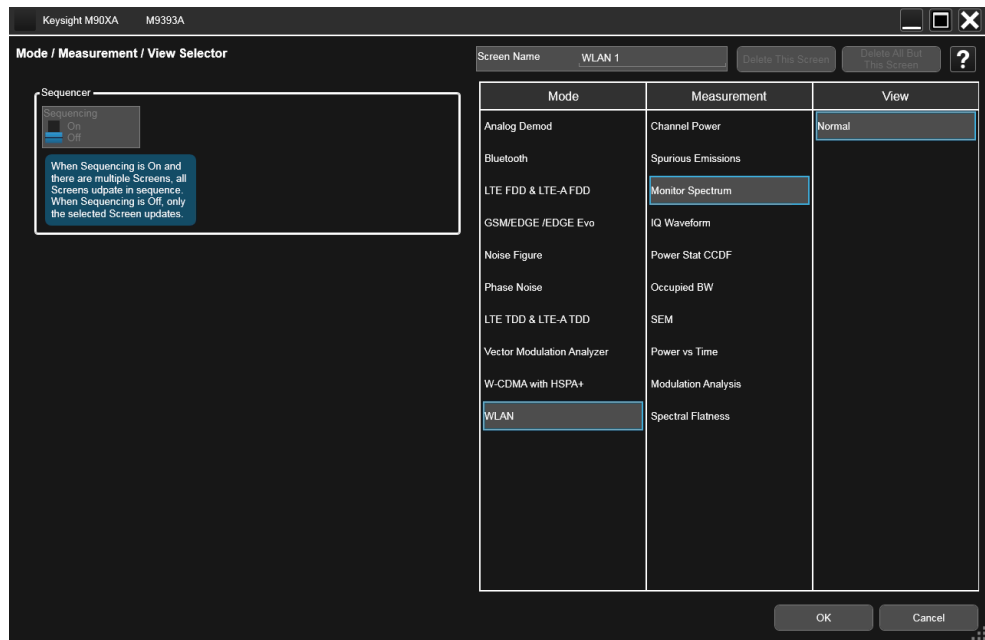 Keysight M90XA M9393A
Mode / Measurement / View Selector
Screen Name WLAN 1
Delete This Screen
Delete All But
This Screen
?
Sequencer
Sequencing
On
Off
When Sequencing is On and
there are multiple Screens, all
Screens udpate in sequence.
When Sequencing is Off, only
the selected Screen updates.
Mode
Analog Demod
Bluetooth
LTE FDD & LTE-A FDD
GSM/EDGE /EDGE Evo
Noise Figure
Phase Noise
LTE TDD & LTE-A TDD
Vector Modulation Analyzer
W-CDMA with HSPA+
WLAN
Measurement
Channel Power
Spurious Emissions
Monitor Spectrum
IQ Waveform
Power Stat CCDF
Occupied BW
SEM
Power vs Time
Modulation Analysis
Spectral Flatness
View
Normal
OK
Cancel